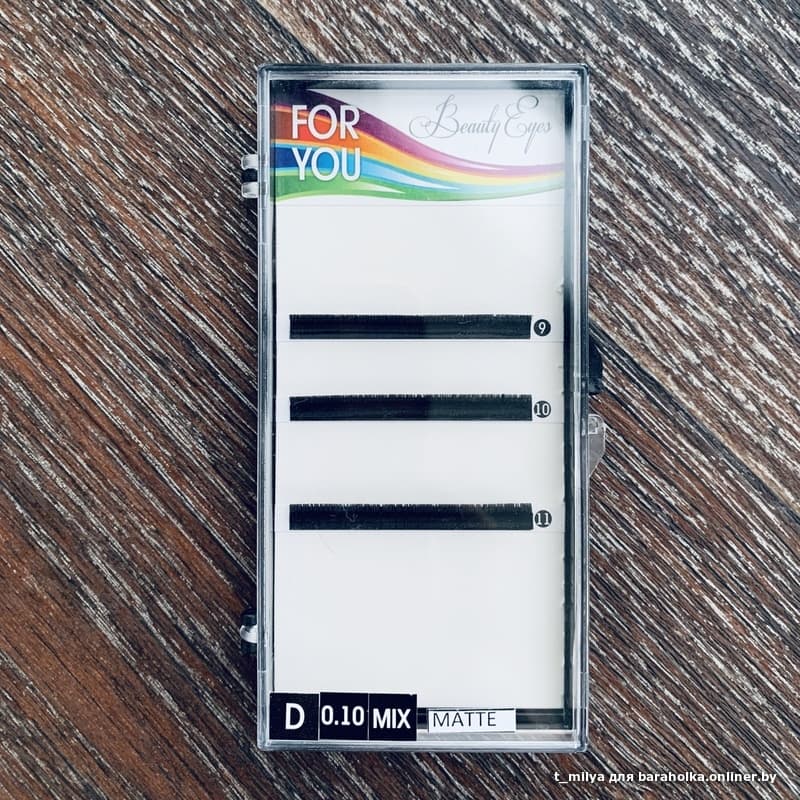 FOR
YOU
Beauty Eyes
9
10
11
D 0.10 MIX MATTE
t_milya для baraholka.onliner.by